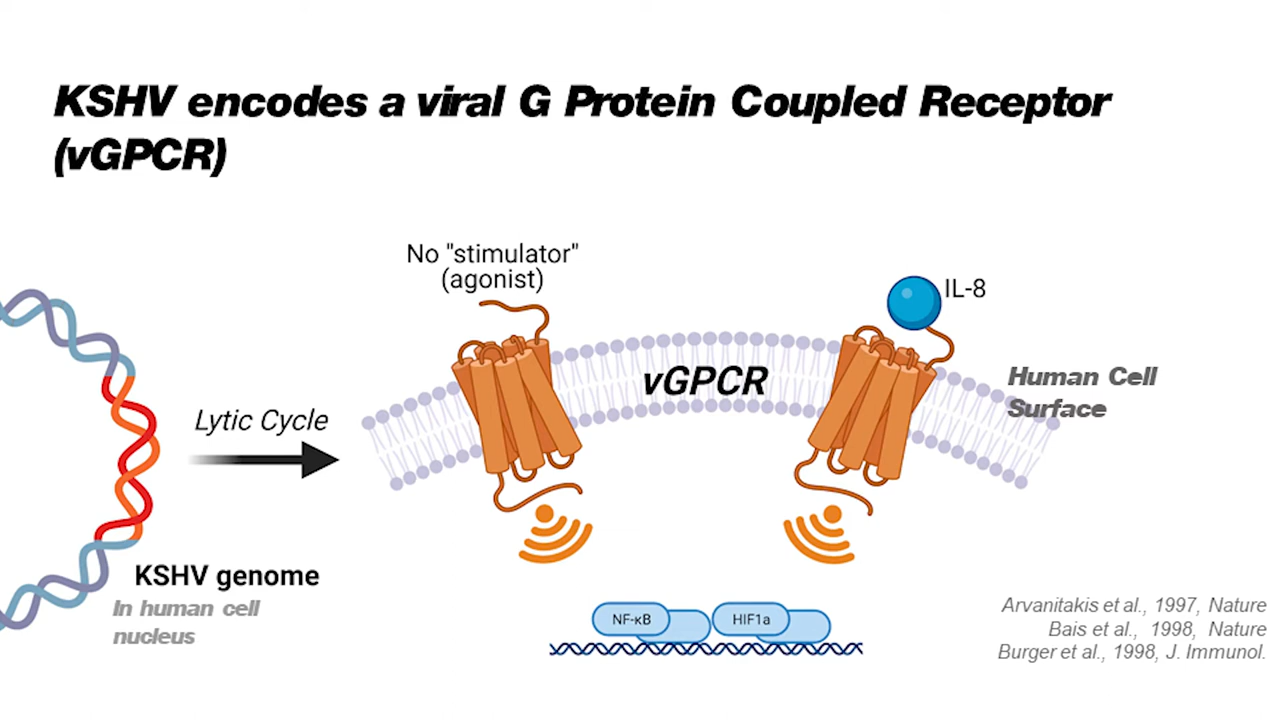 KSHV encodes a viral G Protein Coupled Receptor
(vGPCR)
No "stimulator"
(agonist)
IL-8
vGPCR
Human Cell
Surface
Lytic Cycle
KSHV genome
In human cell
nucleus
NF-κB
HIF1a
Arvanitakis et al., 1997, Nature
Bais et al., 1998, Nature
Burger et al., 1998, J. Immunol.